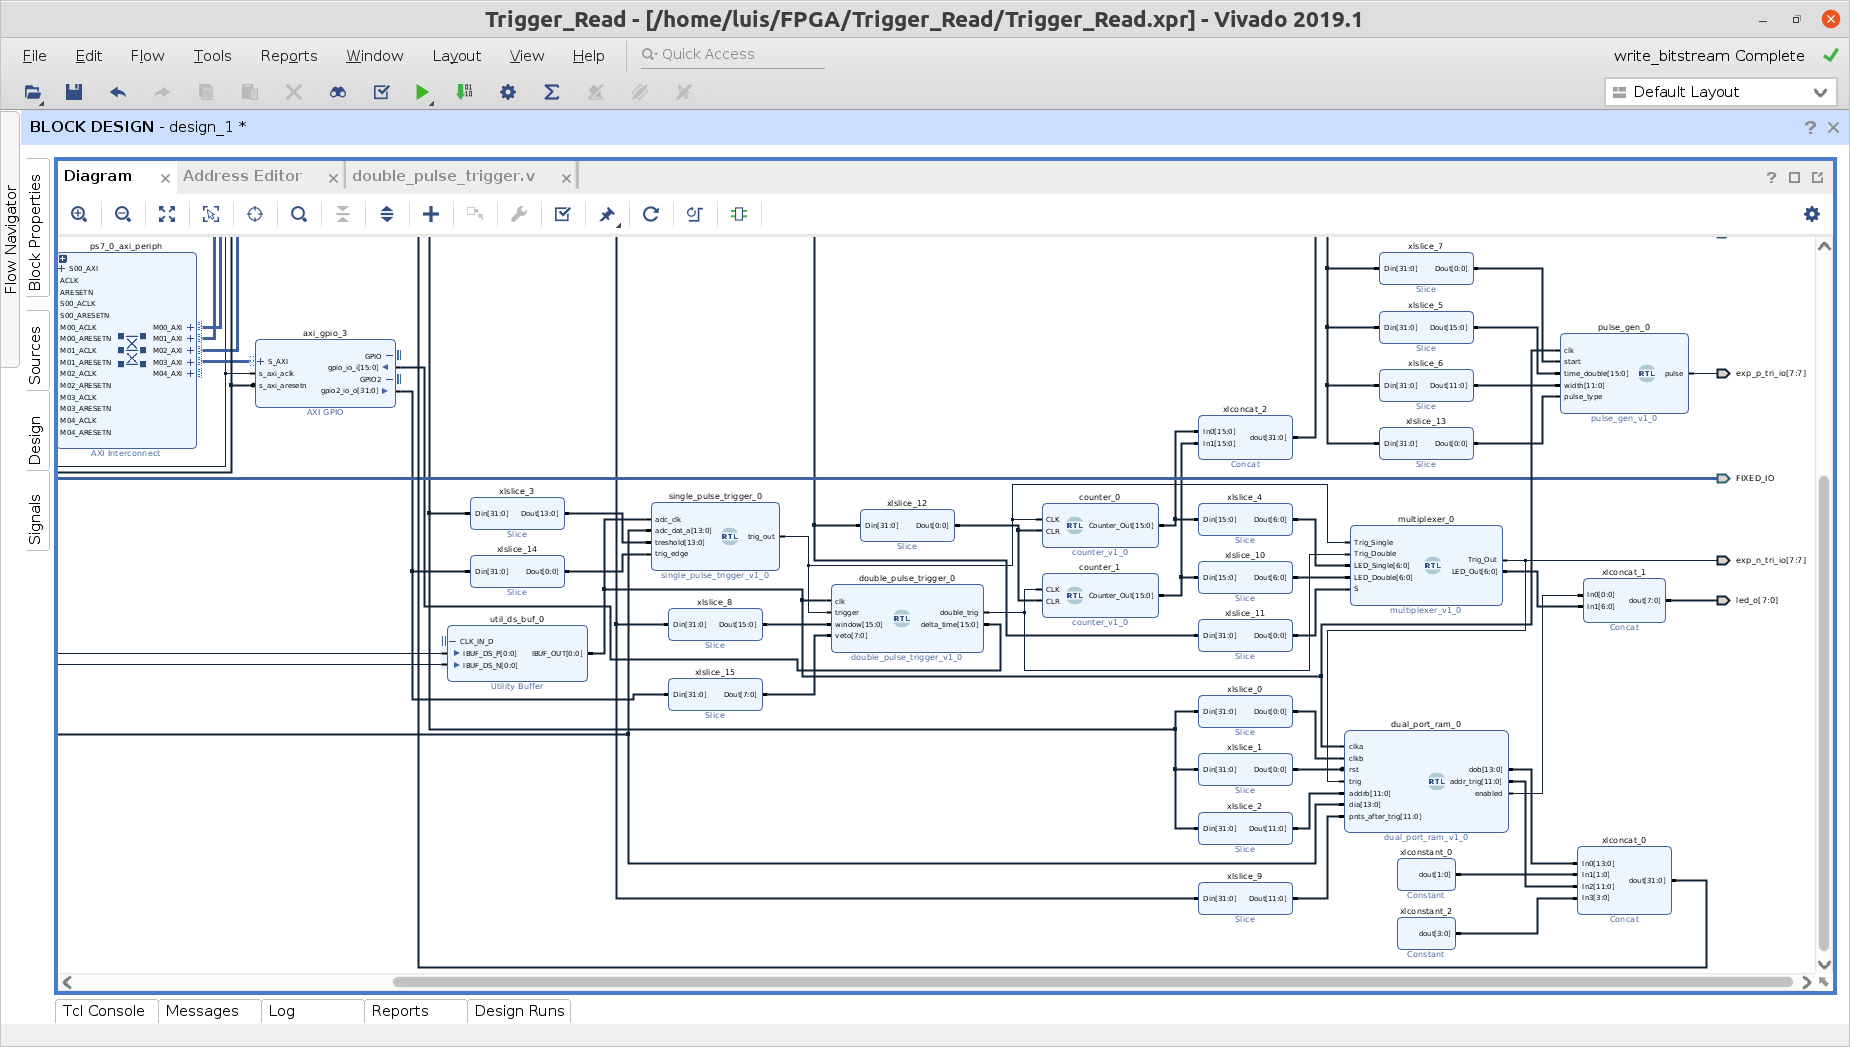 Trigger_Read - [/home/luis/FPGA/Trigger_Read/Trigger_Read.xpr] - Vivado 2019.1
File Edit Flow Tools Reports Window Layout View Help Quick Access
write_bitstream Complete
Default Layout
BLOCK DESIGN - design_1 *
Flow Navigator
Block Properties
Sources
Design
Signals
Diagram
Address Editor
double_pulse_trigger.v
ps7_0_axi_periph
S00_AXI
ACLK
ARESETN
S00_ACLK
S00_ARESETN
M00_ACLK
M00_ARESETN
M01_ACLK
M01_ARESETN
M02_ACLK
M02_ARESETN
M03_ACLK
M03_ARESETN
M04_ACLK
M04_ARESETN
M00_AXI
M01_AXI
M02_AXI
M03_AXI
M04_AXI
AXI Interconnect
axi_gpio_3
S_AXI
s_axi_aclk
s_axi_aresetn
GPIO
gpio_io_i[15:0]
GPIO2
gpio2_io_o[31:0]
AXI GPIO
xlslice_3
Din[31:0] Dout[13:0]
Slice
xlslice_14
Din[31:0] Dout[0:0]
Slice
util_ds_buf_0
CLK_IN_D
IBUF_DS_P[0:0]
IBUF_DS_N[0:0]
IBUF_OUT[0:0]
Utility Buffer
single_pulse_trigger_0
adc_clk
adc_dat_a[13:0]
treshold[13:0]
trig_edge
RTL
trig_out
single_pulse_trigger_v1_0
xlslice_8
Din[31:0] Dout[15:0]
Slice
xlslice_15
Din[31:0] Dout[7:0]
Slice
xlslice_12
Din[31:0] Dout[0:0]
Slice
double_pulse_trigger_0
clk
trigger
window[15:0]
veto[7:0]
RTL
double_trig
delta_time[15:0]
double_pulse_trigger_v1_0
counter_0
CLK
CLR
RTL
Counter_Out[15:0]
counter_v1_0
counter_1
CLK
CLR
RTL
Counter_Out[15:0]
counter_v1_0
xlconcat_2
In0[15:0]
In1[15:0]
dout[31:0]
Concat
xlslice_4
Din[15:0] Dout[6:0]
Slice
xlslice_10
Din[15:0] Dout[6:0]
Slice
xlslice_11
Din[31:0] Dout[0:0]
Slice
xlslice_0
Din[31:0] Dout[0:0]
Slice
xlslice_1
Din[31:0] Dout[0:0]
Slice
xlslice_2
Din[31:0] Dout[11:0]
Slice
xlslice_9
Din[31:0] Dout[11:0]
Slice
xlslice_7
Din[31:0] Dout[0:0]
Slice
xlslice_5
Din[31:0] Dout[15:0]
Slice
xlslice_6
Din[31:0] Dout[11:0]
Slice
xlslice_13
Din[31:0] Dout[0:0]
Slice
pulse_gen_0
clk
start
time_double[15:0]
width[11:0]
pulse_type
RTL
pulse
pulse_gen_v1_0
exp_p_tri_io[7:7]
FIXED_IO
multiplexer_0
Trig_Single
Trig_Double
LED_Single[6:0]
LED_Double[6:0]
S
RTL
Trig_Out
LED_Out[6:0]
multiplexer_v1_0
exp_n_tri_io[7:7]
xlconcat_1
In0[0:0]
In1[6:0]
dout[7:0]
Concat
led_o[7:0]
dual_port_ram_0
clka
clkb
rst
trig
addrb[11:0]
dia[13:0]
pnts_after_trig[11:0]
RTL
dob[13:0]
addr_trig[11:0]
enabled
dual_port_ram_v1_0
xlconstant_0
dout[1:0]
Constant
xlconstant_2
dout[3:0]
Constant
xlconcat_0
In0[13:0]
In1[1:0]
In2[11:0]
In3[3:0]
dout[31:0]
Concat
Tcl Console
Messages
Log
Reports
Design Runs